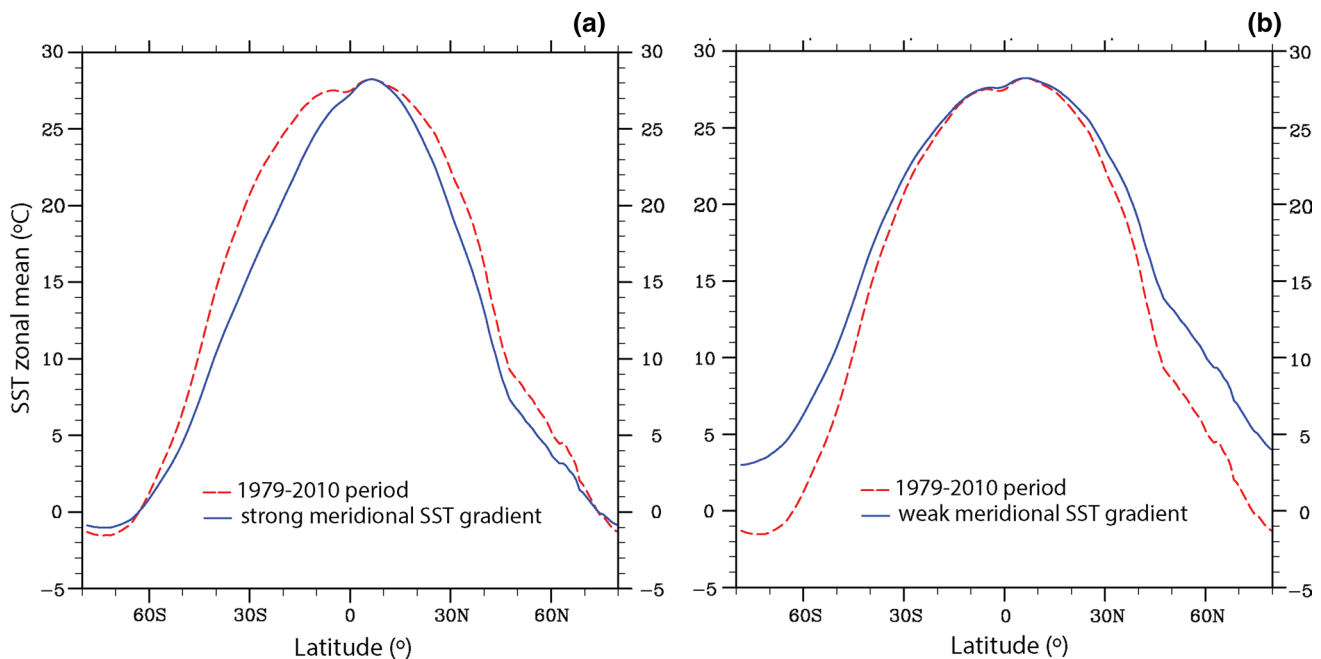 (a)
30
25
20
15
10
5
0
-5
30
25
20
15
10
5
0
-5
SST zonal mean (ºC)
1979-2010 period
strong meridional SST gradient
60S 30S 0 30N 60N
Latitude (º)
(b)
30
25
20
15
10
5
0
-5
30
25
20
15
10
5
0
-5
1979-2010 period
weak meridional SST gradient
60S 30S 0 30N 60N
Latitude (º)